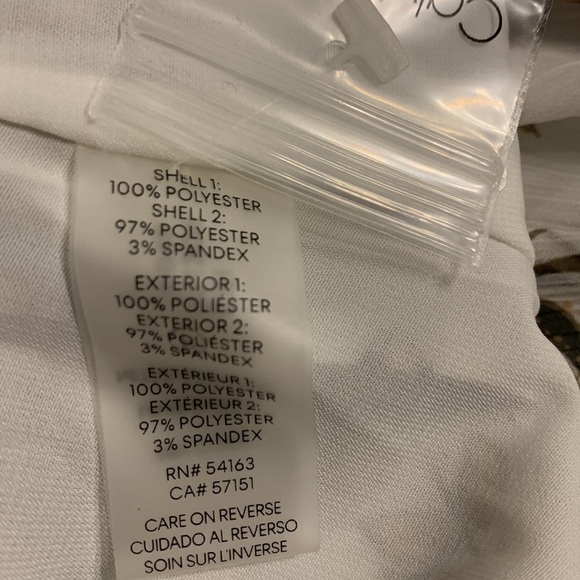 SHELL 1:
100% POLYESTER
SHELL 2:
97% POLYESTER
3% SPANDEX
EXTERIOR 1:
100% POLIÉSTER
EXTERIOR 2:
97% POLIÉSTER
3% SPANDEX
EXTÉRIEUR 1:
100% POLYESTER
EXTÉRIEUR 2:
97% POLYESTER
3% SPANDEX
RN# 54163
CA# 57151
CARE ON REVERSE
CUIDADO AL REVERSO
SOIN SUR L'INVERSE